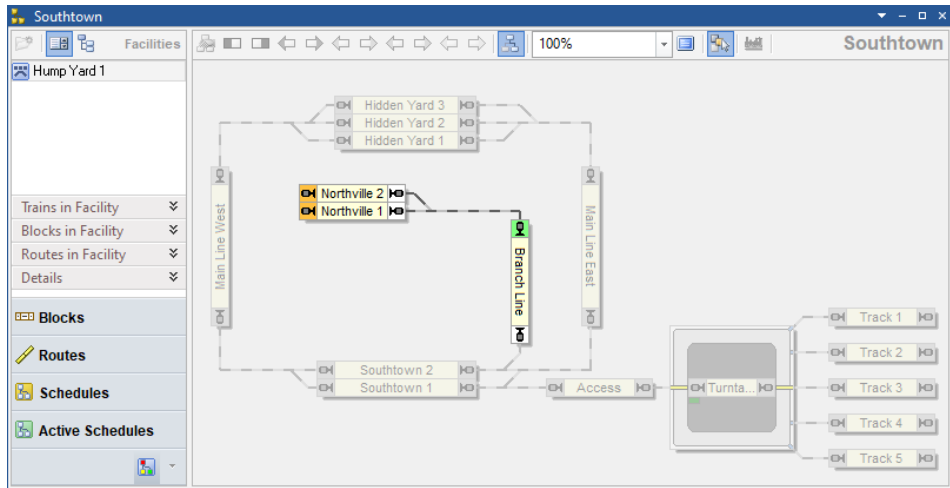 Southtown
Facilities
100%
Southtown
Hump Yard 1
Trains in Facility
Blocks in Facility
Routes in Facility
Details
Blocks
Routes
Schedules
Active Schedules
Hidden Yard 3
Hidden Yard 2
Hidden Yard 1
Northville 2
Northville 1
Main Line West
Branch Line
Main Line East
Southtown 2
Southtown 1
Access
Turnta...
Track 1
Track 2
Track 3
Track 4
Track 5